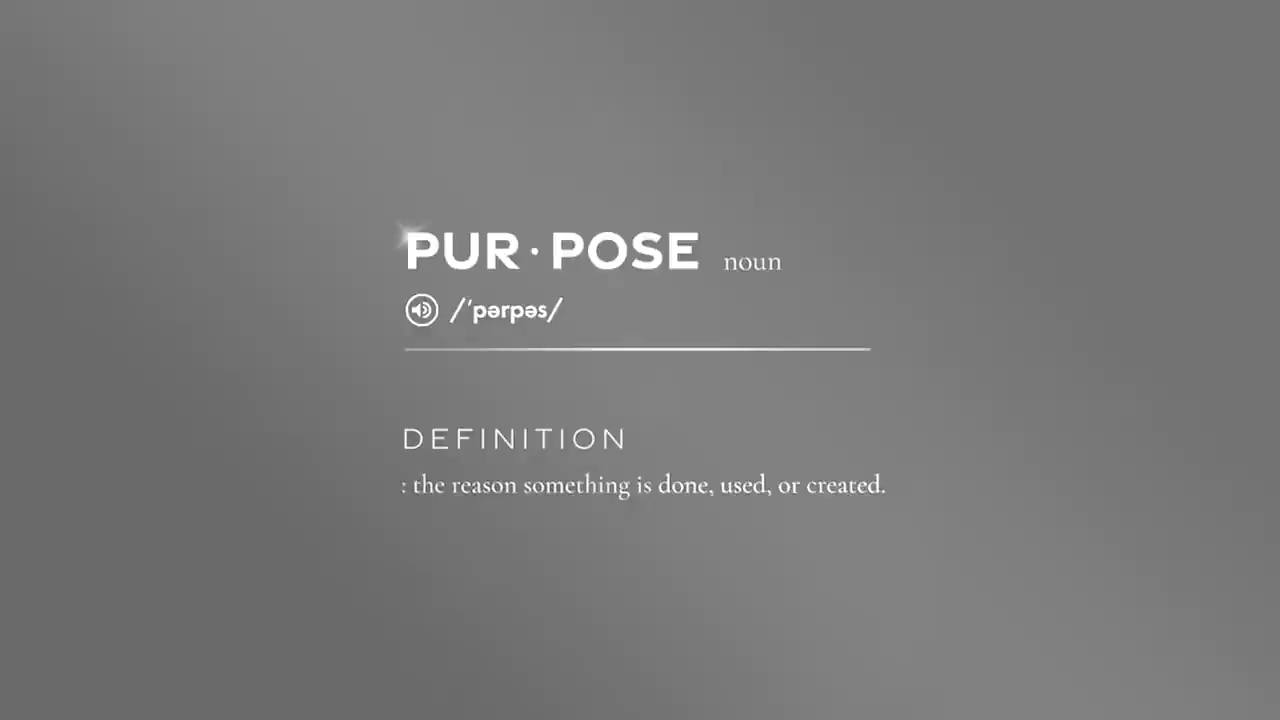 PUR · POSE noun
/ˈpərpəs/
DEFINITION
: the reason something is done, used, or created.